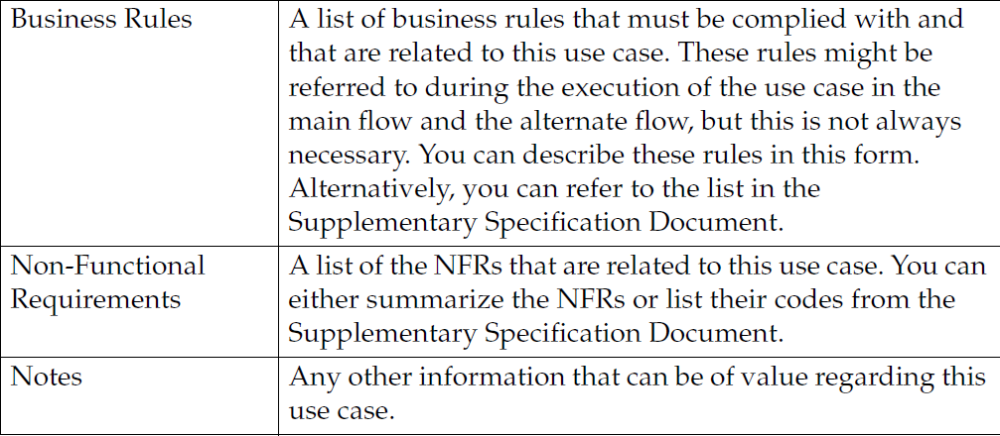 Business Rules
A list of business rules that must be complied with and
that are related to this use case. These rules might be
referred to during the execution of the use case in the
main flow and the alternate flow, but this is not always
necessary. You can describe these rules in this form.
Alternatively, you can refer to the list in the
Supplementary Specification Document.
Non-Functional
Requirements
A list of the NFRs that are related to this use case. You can
either summarize the NFRs or list their codes from the
Supplementary Specification Document.
Notes
Any other information that can be of value regarding this
use case.